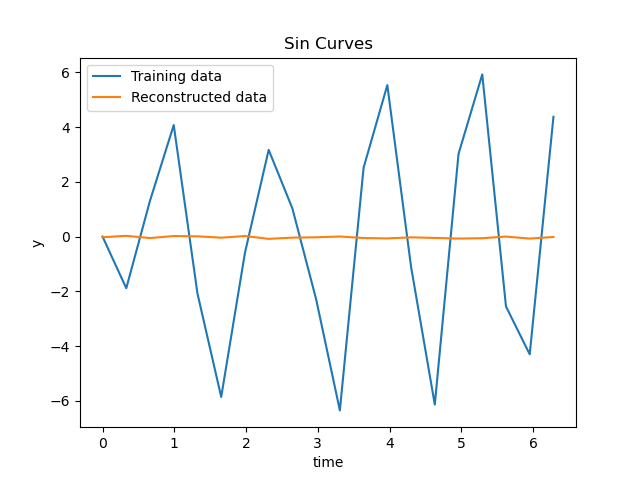 Sin Curves
Training data
Reconstructed data
6
4
2
0
−2
−4
−6
y
0 1 2 3 4 5 6
time